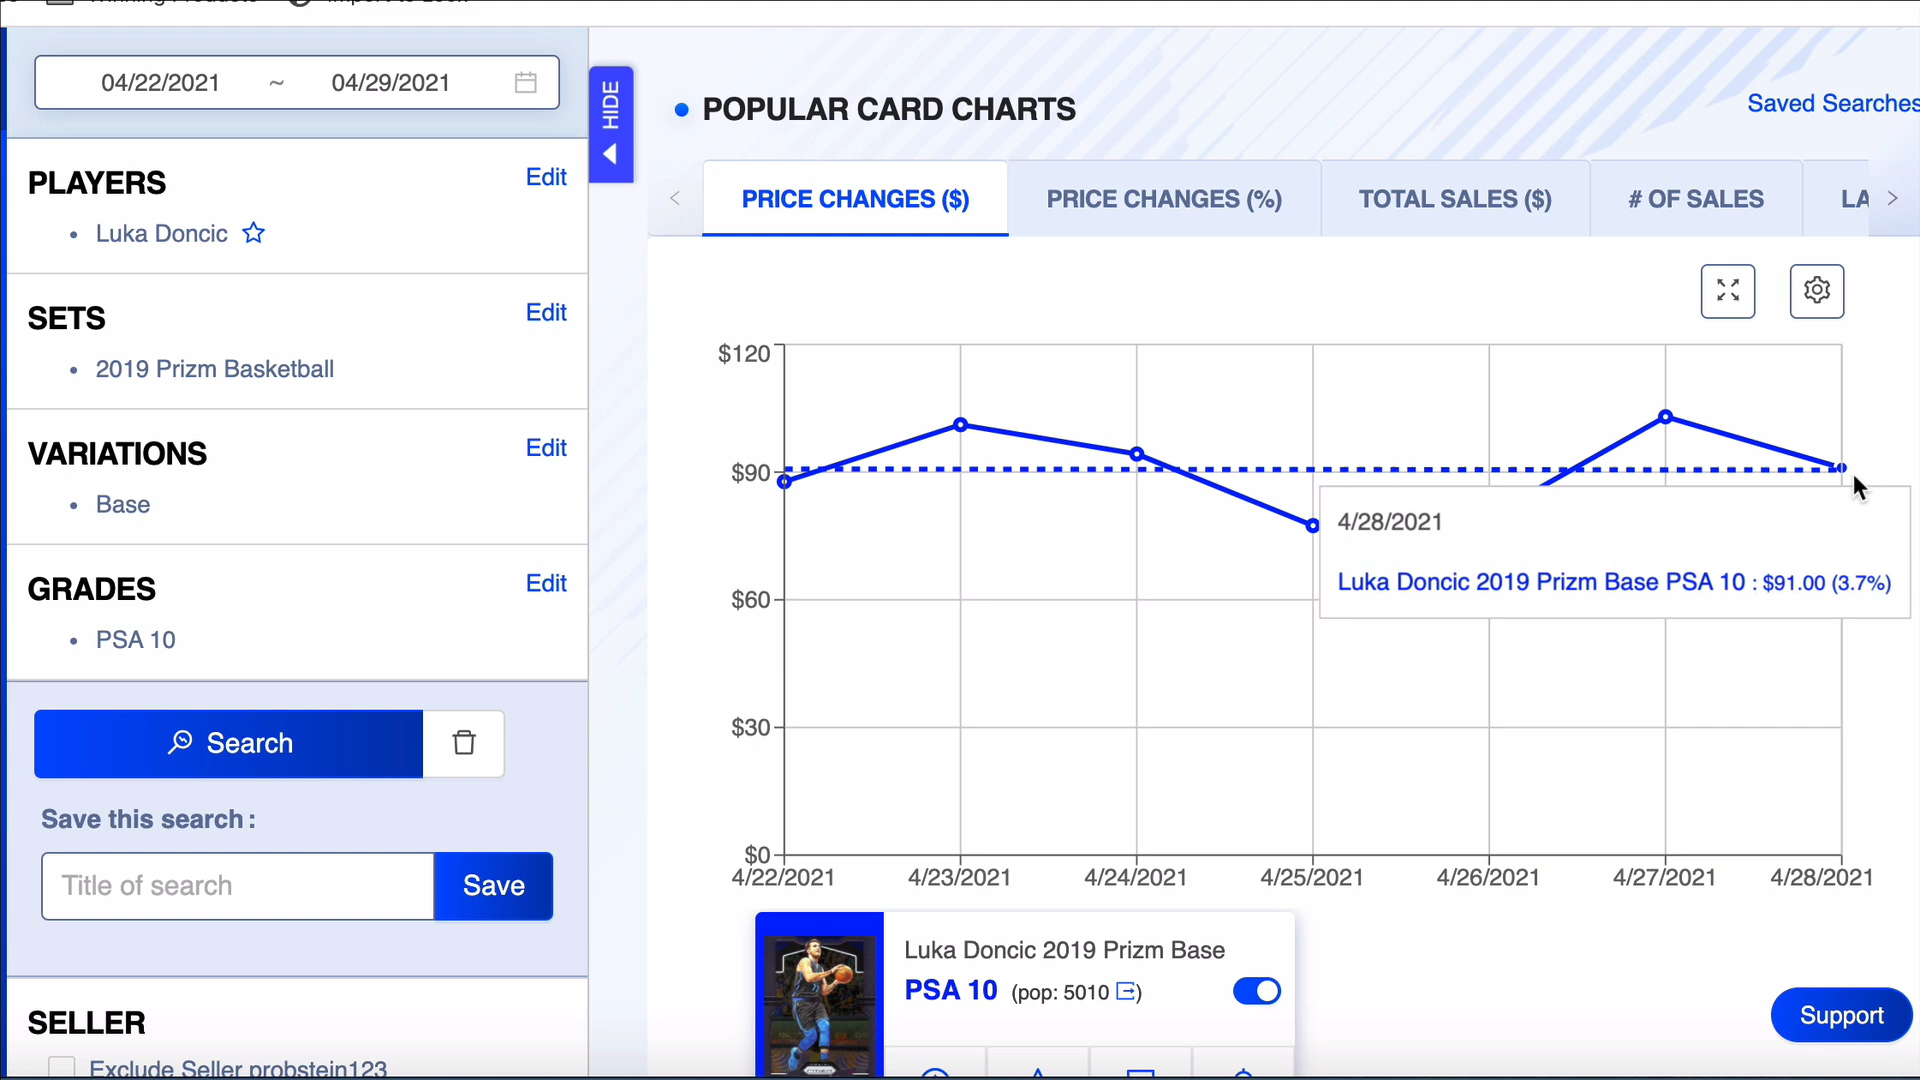 04/22/2021 ~ 04/29/2021
PLAYERS Edit
• Luka Doncic
SETS Edit
• 2019 Prizm Basketball
VARIATIONS Edit
• Base
GRADES Edit
• PSA 10
Search
Save this search :
Title of search Save
SELLER
Exclude Seller probstein123
HIDE
POPULAR CARD CHARTS
Saved Searches
PRICE CHANGES ($) PRICE CHANGES (%) TOTAL SALES ($) # OF SALES LA
$120
$90
$60
$30
$0
4/28/2021
Luka Doncic 2019 Prizm Base PSA 10 : $91.00 (3.7%)
4/22/2021 4/23/2021 4/24/2021 4/25/2021 4/26/2021 4/27/2021 4/28/2021
Luka Doncic 2019 Prizm Base
PSA 10 (pop: 5010)
Support